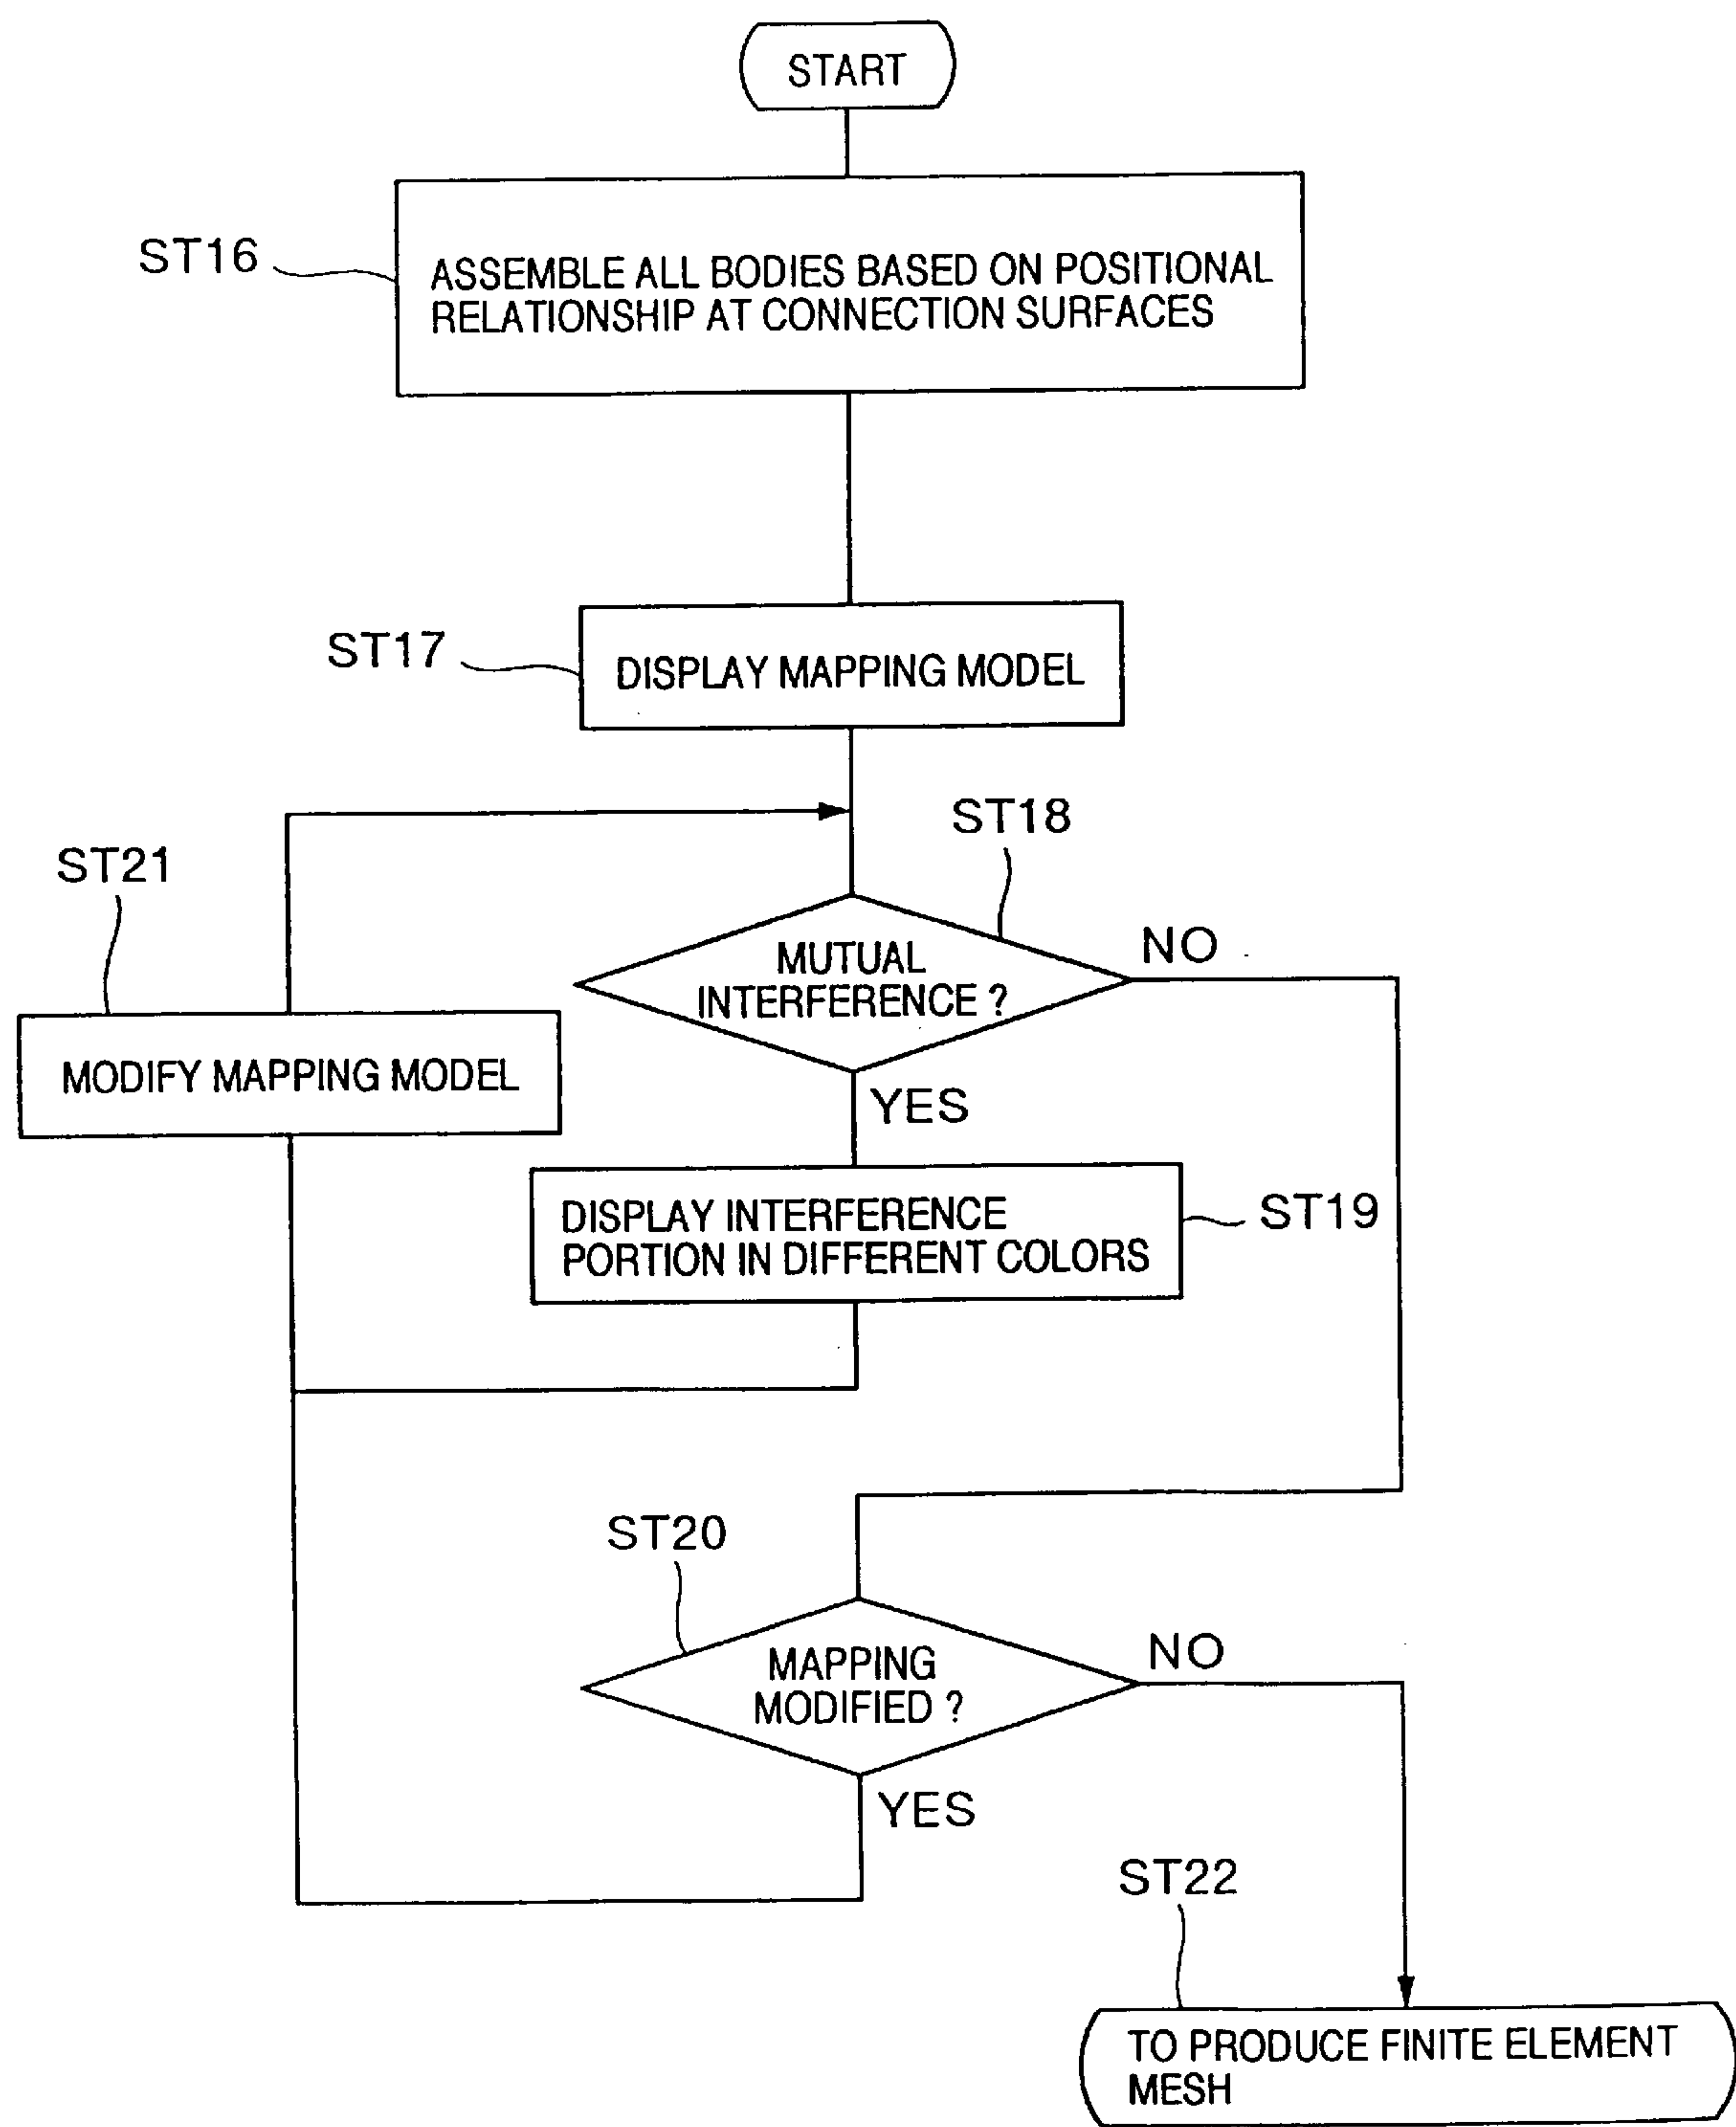 START
ST16
ASSEMBLE ALL BODIES BASED ON POSITIONAL
RELATIONSHIP AT CONNECTION SURFACES
ST17
DISPLAY MAPPING MODEL
ST18
ST21
MUTUAL
INTERFERENCE ?
NO
MODIFY MAPPING MODEL
YES
DISPLAY INTERFERENCE
PORTION IN DIFFERENT COLORS
ST19
ST20
MAPPING
MODIFIED ?
NO
YES
ST22
TO PRODUCE FINITE ELEMENT
MESH